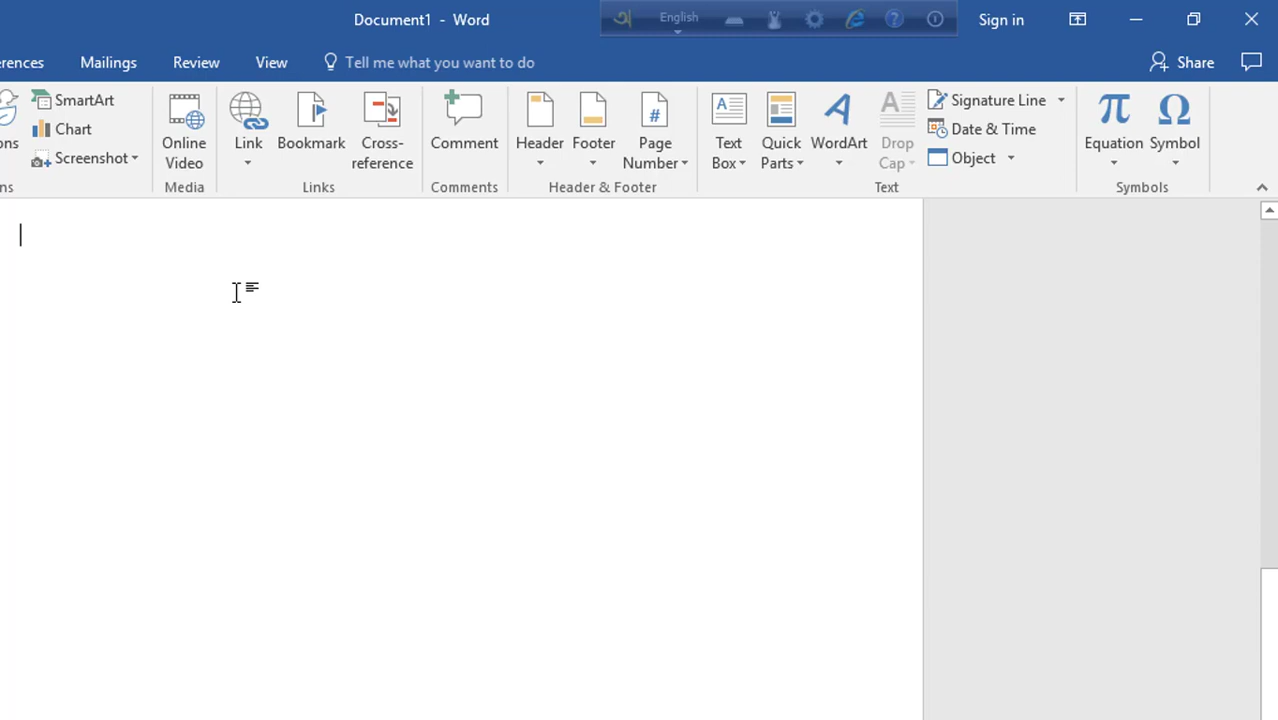 Document1 - Word
অ English
Sign in
erences Mailings Review View Tell me what you want to do Share
SmartArt
Chart
Screenshot
ons
Online Video
Link
Bookmark
Cross-reference
Comment
Header
Footer
Page Number
#
Text Box
Quick Parts
WordArt
Drop Cap
Signature Line
Date & Time
Object
π Equation
Ω Symbol
ns Media Links Comments Header & Footer Text Symbols